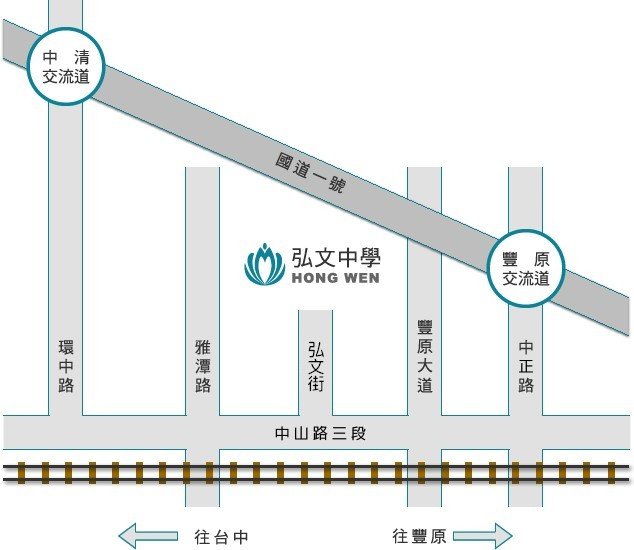 中 清
交流道
國道一號
弘文中學
HONG WEN
豐 原
交流道
環中路
雅潭路
弘文街
豐原大道
中正路
中山路三段
往台中
往豐原